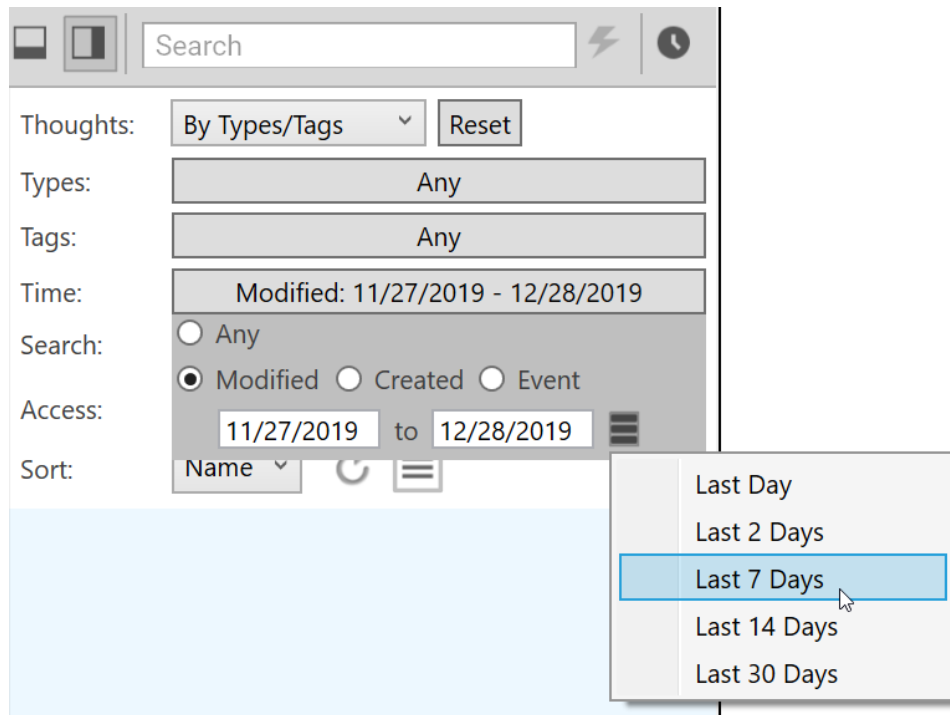 Search
Thoughts: By Types/Tags Reset
Types: Any
Tags: Any
Time: Modified: 11/27/2019 - 12/28/2019
Search: Any
Modified Created Event
Access:
11/27/2019 to 12/28/2019
Sort: Name
Last Day
Last 2 Days
Last 7 Days
Last 14 Days
Last 30 Days